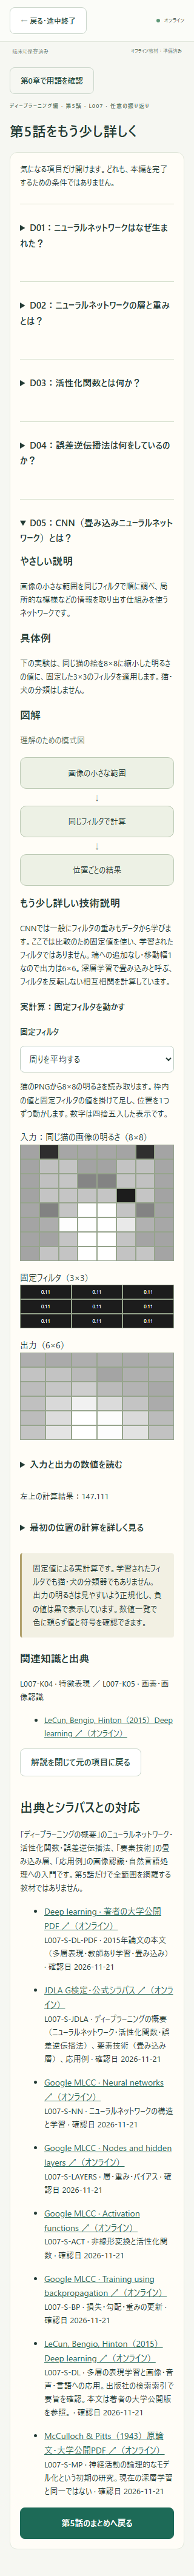 ← 戻る・途中終了
オンライン
端末に保存済み
オフライン教材・準備済み
第0章で用語を確認
ディープラーニング編 · 第5話 · L007 · 任意の振り返り
第5話をもう少し詳しく
気になる項目だけ開けます。どれも、本編を完了
するための条件ではありません。
▶ D01：ニューラルネットワークはなぜ生ま
れた？
▶ D02：ニューラルネットワークの層と重み
とは？
▶ D03：活性化関数とは何か？
▶ D04：誤差逆伝播法は何をしているの
か？
▼ D05：CNN（畳み込みニューラルネット
ワーク）とは？
やさしい説明
画像の小さな範囲を同じフィルタで順に調べ、局
所的な模様などの情報を取り出す仕組みを使う
ネットワークです。
具体例
下の実験は、同じ猫の絵を8×8に縮小した明るさ
の値に、固定した3×3のフィルタを適用します。猫・
犬の分類はしません。
図解
理解のための模式図
画像の小さな範囲
↓
同じフィルタで計算
↓
位置ごとの結果
もう少し詳しい技術説明
CNNでは一般にフィルタの重みもデータから学びま
す。ここでは比較のため固定値を使い、学習された
フィルタではありません。端への追加なし・移動幅1
なので出力は6×6。深層学習で畳み込みと呼ぶ、
フィルタを反転しない相互相関を計算しています。
実計算：固定フィルタを動かす
固定フィルタ
周りを平均する
猫のPNGから8×8の明るさを読み取ります。枠内
の値と固定フィルタの値を掛けて足し、位置を1つ
ずつ動かします。数字は四捨五入した表示です。
入力：同じ猫の画像の明るさ（8×8）
固定フィルタ（3×3）
0.11 0.11 0.11
0.11 0.11 0.11
0.11 0.11 0.11
出力（6×6）
▶ 入力と出力の数値を読む
左上の計算結果：147.111
▶ 最初の位置の計算を詳しく見る
固定値による実計算です。学習されたフィ
ルタでも猫・犬の分類器でもありません。
出力の明るさは見やすいよう正規化し、負
の値は黒で表示しています。数値一覧で
色に頼らず値と符号を確認できます。
関連知識と出典
L007-K04 · 特徴表現 ／ L007-K05 · 画素・画
像認識
LeCun, Bengio, Hinton（2015）Deep
learning ／（オンライン）
解説を閉じて元の項目に戻る
出典とシラバスとの対応
「ディープラーニングの概要」のニューラルネットワーク・
活性化関数・誤差逆伝播法、「要素技術」の畳
み込み層、「応用例」の画像認識・自然言語処
理への入門です。第5話だけで全範囲を網羅する
教材ではありません。
Deep learning · 著者の大学公開
PDF ／（オンライン）
L007-S-DL-PDF · 2015年論文の本文
（多層表現・教師あり学習・畳み込み）
· 確認日 2026-11-21
JDLA G検定・公式シラバス ／（オンラ
イン）
L007-S-JDLA · ディープラーニングの概要
（ニューラルネットワーク・活性化関数・誤
差逆伝播法）、要素技術（畳み込み
層）、応用例 · 確認日 2026-11-21
Google MLCC · Neural networks
／（オンライン）
L007-S-NN · ニューラルネットワークの構造
と学習 · 確認日 2026-11-21
Google MLCC · Nodes and hidden
layers ／（オンライン）
L007-S-LAYERS · 層・重み・バイアス · 確
認日 2026-11-21
Google MLCC · Activation
functions ／（オンライン）
L007-S-ACT · 非線形変換と活性化関
数 · 確認日 2026-11-21
Google MLCC · Training using
backpropagation ／（オンライン）
L007-S-BP · 損失・勾配・重みの更新 ·
確認日 2026-11-21
LeCun, Bengio, Hinton（2015）
Deep learning ／（オンライン）
L007-S-DL · 多層の表現学習と画像・音
声・言語への応用。出版社の検索索引で
要旨を確認。本文は著者の大学公開版
を参照。 · 確認日 2026-11-21
McCulloch & Pitts（1943）原論
文・大学公開PDF ／（オンライン）
L007-S-MP · 神経活動の論理的なモデ
ル化という初期の研究。現在の深層学習
と同一ではない · 確認日 2026-11-21
第5話のまとめへ戻る